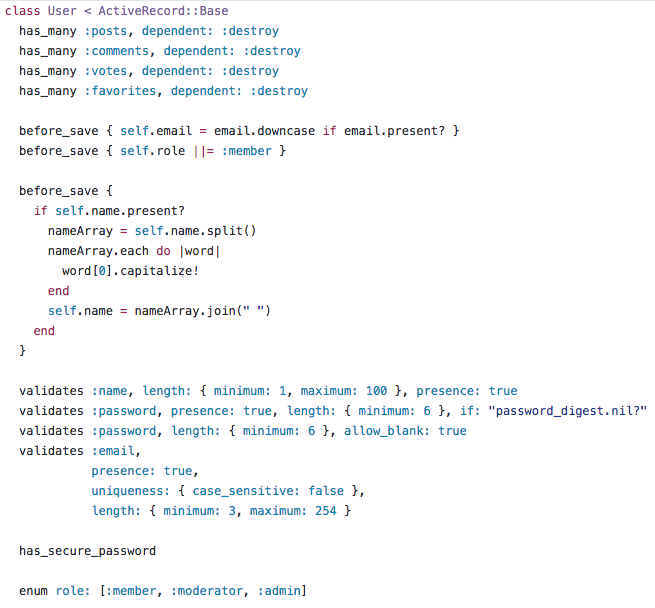 class User < ActiveRecord::Base
  has_many :posts, dependent: :destroy
  has_many :comments, dependent: :destroy
  has_many :votes, dependent: :destroy
  has_many :favorites, dependent: :destroy

  before_save { self.email = email.downcase if email.present? }
  before_save { self.role ||= :member }

  before_save {
    if self.name.present?
      nameArray = self.name.split()
      nameArray.each do |word|
        word[0].capitalize!
      end
      self.name = nameArray.join(" ")
    end
  }

  validates :name, length: { minimum: 1, maximum: 100 }, presence: true
  validates :password, presence: true, length: { minimum: 6 }, if: "password_digest.nil?"
  validates :password, length: { minimum: 6 }, allow_blank: true
  validates :email,
            presence: true,
            uniqueness: { case_sensitive: false },
            length: { minimum: 3, maximum: 254 }

  has_secure_password

  enum role: [:member, :moderator, :admin]